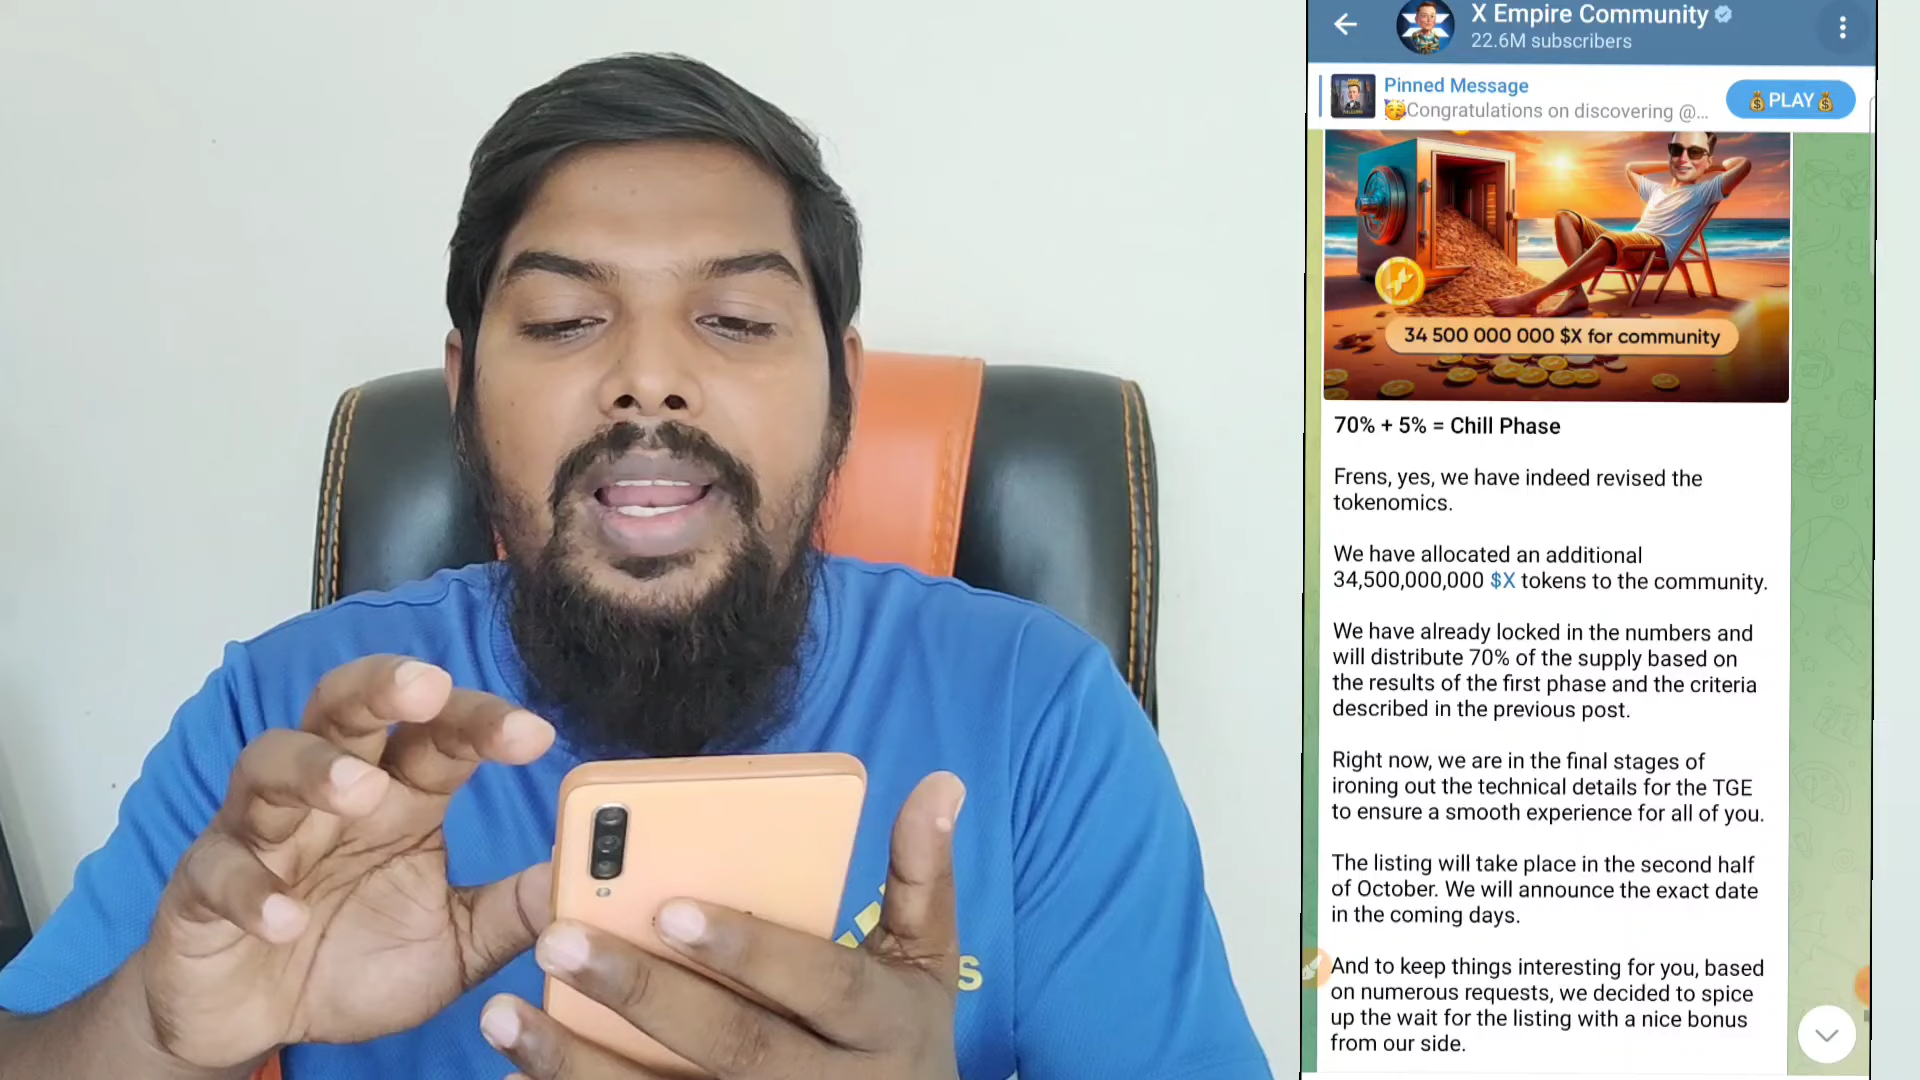 X Empire Community
22.6M subscribers
Pinned Message
🥳Congratulations on discovering @...
💰PLAY💰
34 500 000 000 $X for community
70% + 5% = Chill Phase
Frens, yes, we have indeed revised the
tokenomics.
We have allocated an additional
34,500,000,000 $X tokens to the community.
We have already locked in the numbers and
will distribute 70% of the supply based on
the results of the first phase and the criteria
described in the previous post.
Right now, we are in the final stages of
ironing out the technical details for the TGE
to ensure a smooth experience for all of you.
The listing will take place in the second half
of October. We will announce the exact date
in the coming days.
And to keep things interesting for you, based
on numerous requests, we decided to spice
up the wait for the listing with a nice bonus
from our side.